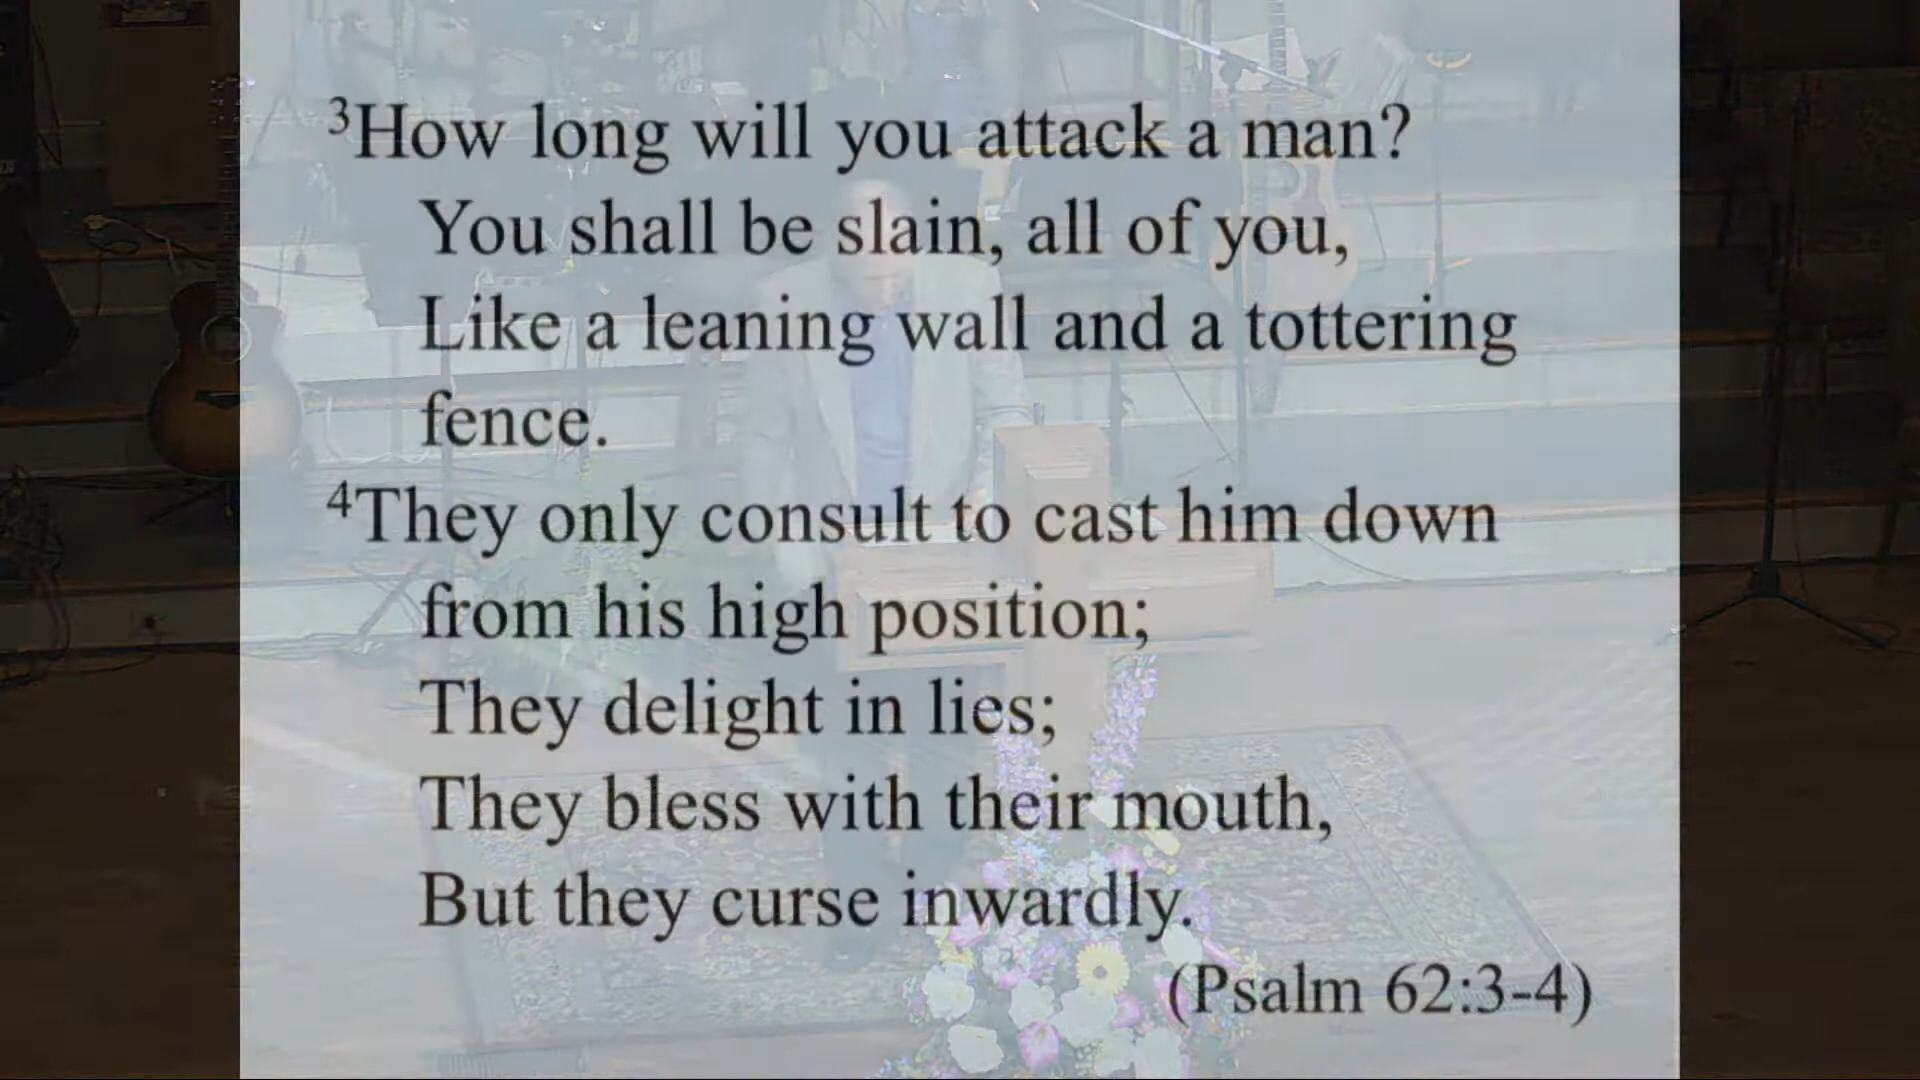 3How long will you attack a man?
You shall be slain, all of you,
Like a leaning wall and a tottering
fence.
4They only consult to cast him down
from his high position;
They delight in lies;
They bless with their mouth,
But they curse inwardly.
(Psalm 62:3-4)